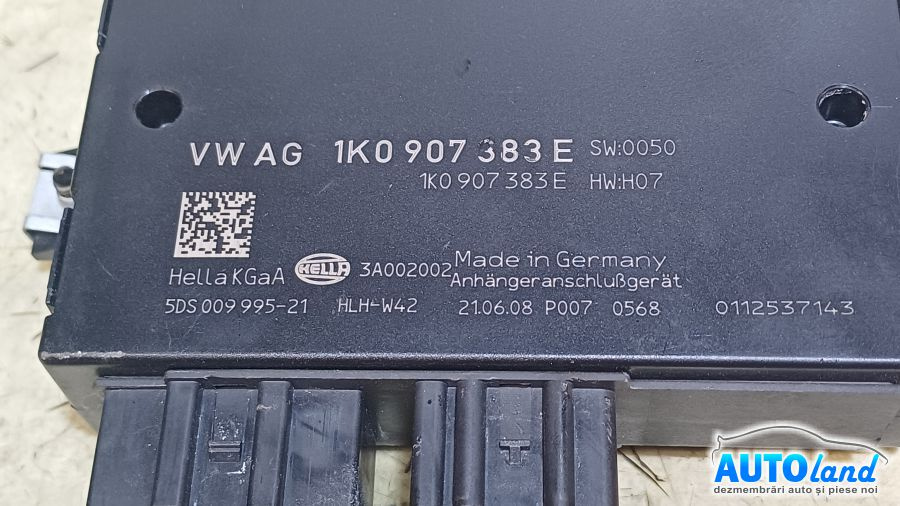 VW AG 1K0 907 383 E SW:0050
1K0 907 383 E HW:H07
Hella KGaA HELLA 3A002002 Made in Germany
Anhängeranschlußgerät
5DS 009 995-21 HLH-W42 21.06.08 P007 0568 0112537143
AUTOland
dezmembrări auto și piese noi